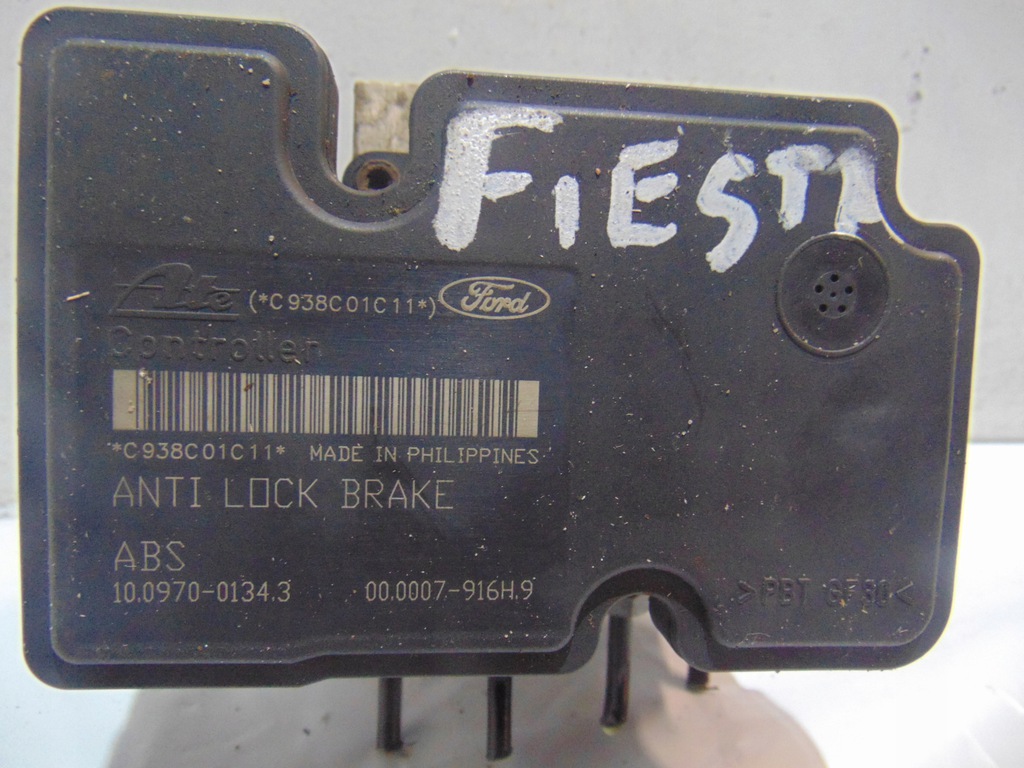 FIESTA
Ate (*C938C01C11*) Ford
Controller
*C938C01C11* MADE IN PHILIPPINES
ANTI LOCK BRAKE
ABS
10.0970-0134.3 00.0007-916H.9
>PBT GF30<